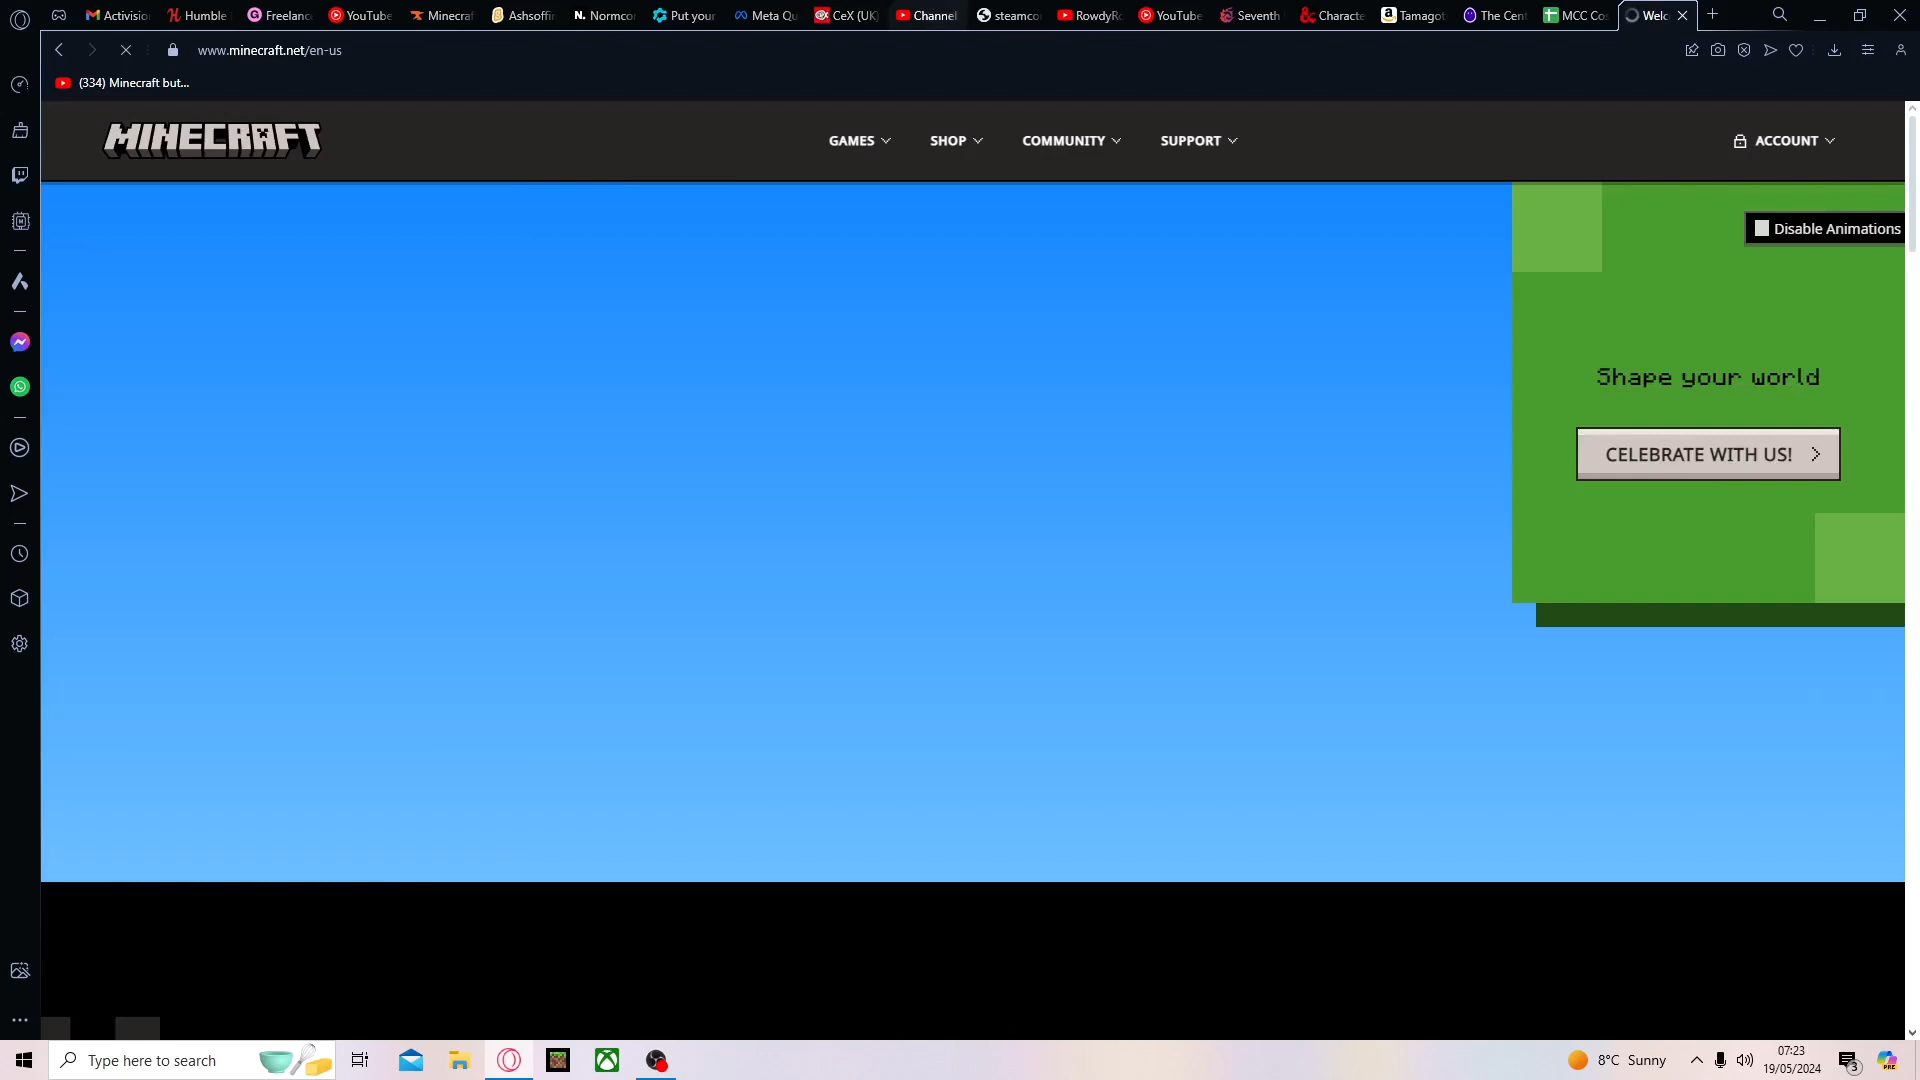 Activision
Humble
Freelanc
YouTube
Minecraf
Ashsoffi
Normco
Put your
Meta Qu
CeX (UK)
Channel
steamco
RowdyR
YouTube
Seventh
Characte
Tamagot
The Cent
MCC Co
Welc
www.minecraft.net/en-us
(334) Minecraft but...
MINECRAFT
GAMES
SHOP
COMMUNITY
SUPPORT
ACCOUNT
Disable Animations
Shape your world
CELEBRATE WITH US!
Type here to search
8°C Sunny
07:23
19/05/2024
3